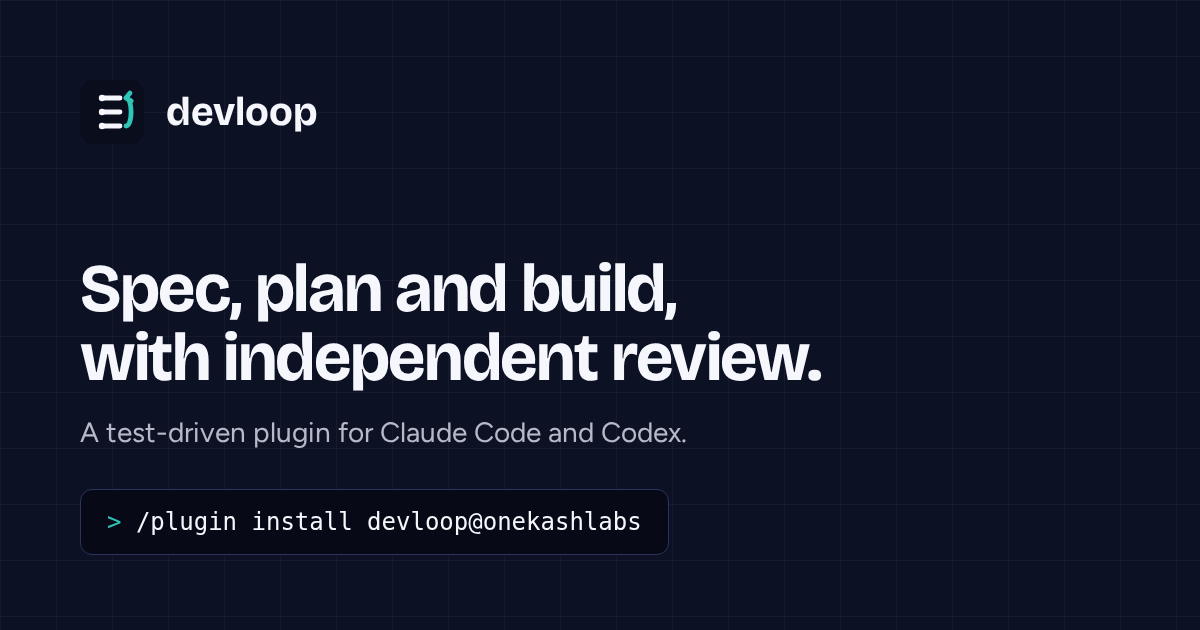 devloop
Spec, plan and build,
with independent review.
A test-driven plugin for Claude Code and Codex.
> /plugin install devloop@onekashlabs